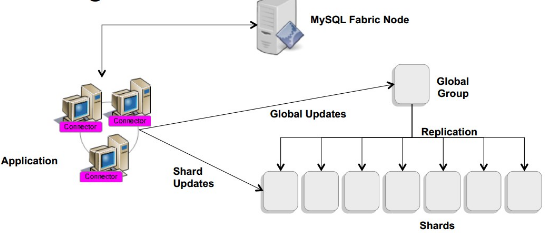 MySQL Fabric Node
Global
Group
Connector
Connector
Global Updates
Replication
Application
Shard
Updates
Connector
Shards